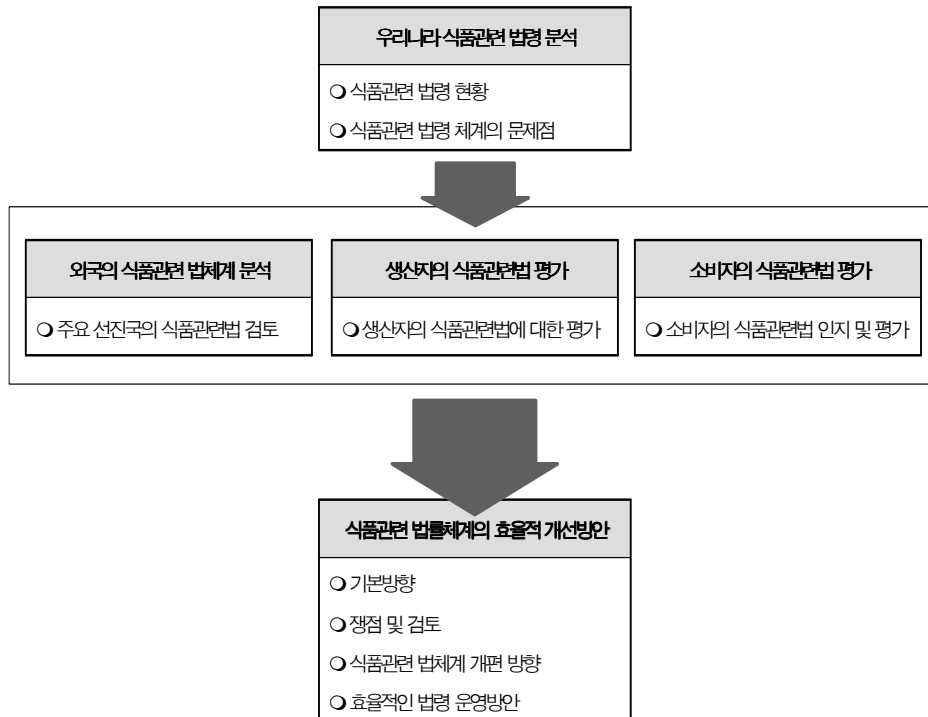 우리나라 식품관련 법령 분석
❍ 식품관련 법령 현황
❍ 식품관련 법령 체계의 문제점
외국의 식품관련 법체계 분석
❍ 주요 선진국의 식품관련법 검토
생산자의 식품관련법 평가
❍ 생산자의 식품관련법에 대한 평가
소비자의 식품관련법 평가
❍ 소비자의 식품관련법 인지 및 평가
식품관련 법률체계의 효율적 개선방안
❍ 기본방향
❍ 쟁점 및 검토
❍ 식품관련 법체계 개편 방향
❍ 효율적인 법령 운영방안